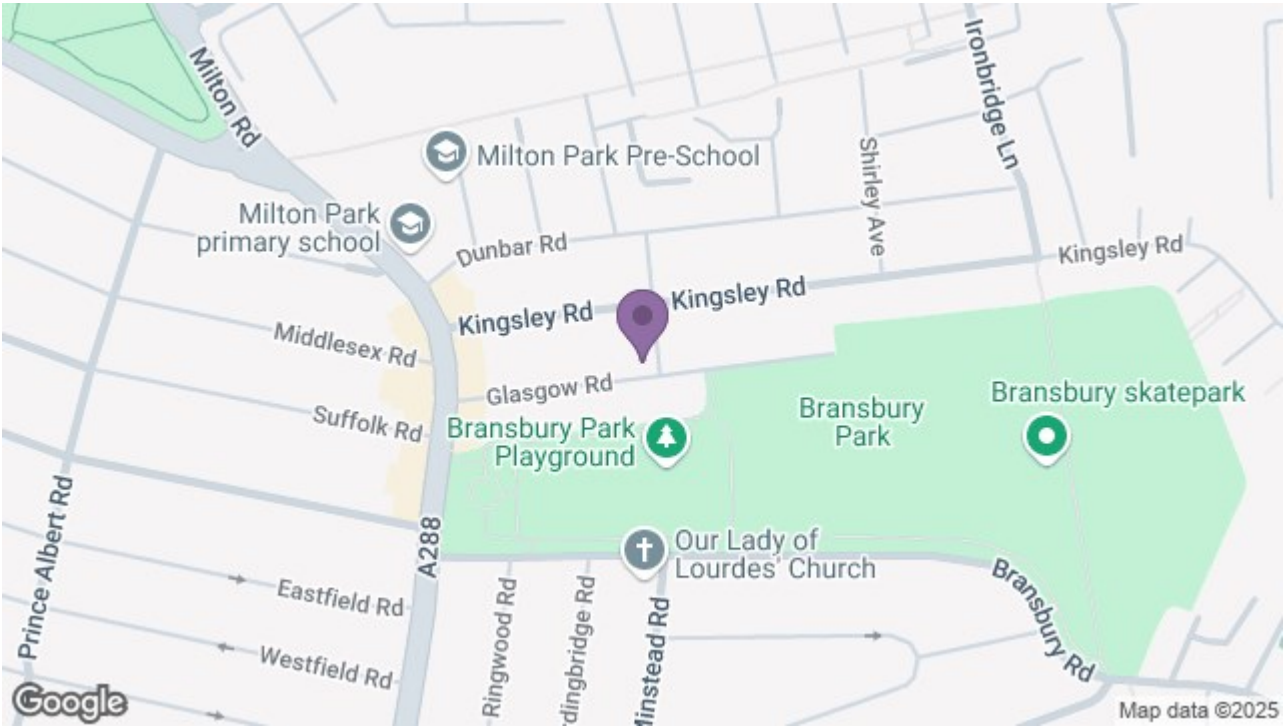 Milton Rd
Ironbridge Ln
Milton Park Pre-School
Shirley Ave
Milton Park
primary school
Dunbar Rd
Kingsley Rd
Kingsley Rd
Kingsley Rd
Middlesex Rd
Glasgow Rd
Suffolk Rd
Bransbury Park
Playground
Bransbury
Park
Bransbury skatepark
Prince Albert Rd
A288
Our Lady of
Lourdes' Church
Eastfield Rd
Westfield Rd
Ringwood Rd
dingbridge Rd
Minstead Rd
Bransbury Rd
Google
Map data ©2025